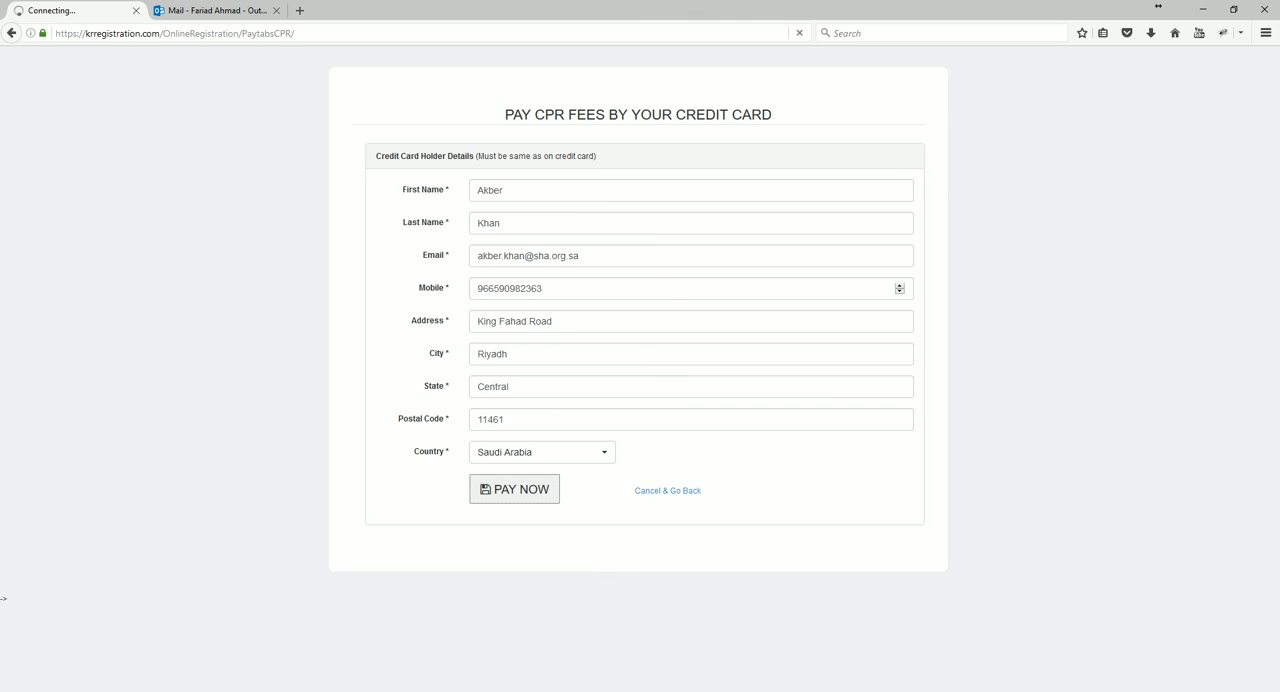 Connecting...
Mail - Fariad Ahmad - Out...
https://krregistration.com/OnlineRegistration/PaytabsCPR/
Search
PAY CPR FEES BY YOUR CREDIT CARD
Credit Card Holder Details (Must be same as on credit card)
First Name * Akber
Last Name * Khan
Email * akber.khan@sha.org.sa
Mobile * 966590982363
Address * King Fahad Road
City * Riyadh
State * Central
Postal Code * 11461
Country * Saudi Arabia
PAY NOW Cancel & Go Back
->